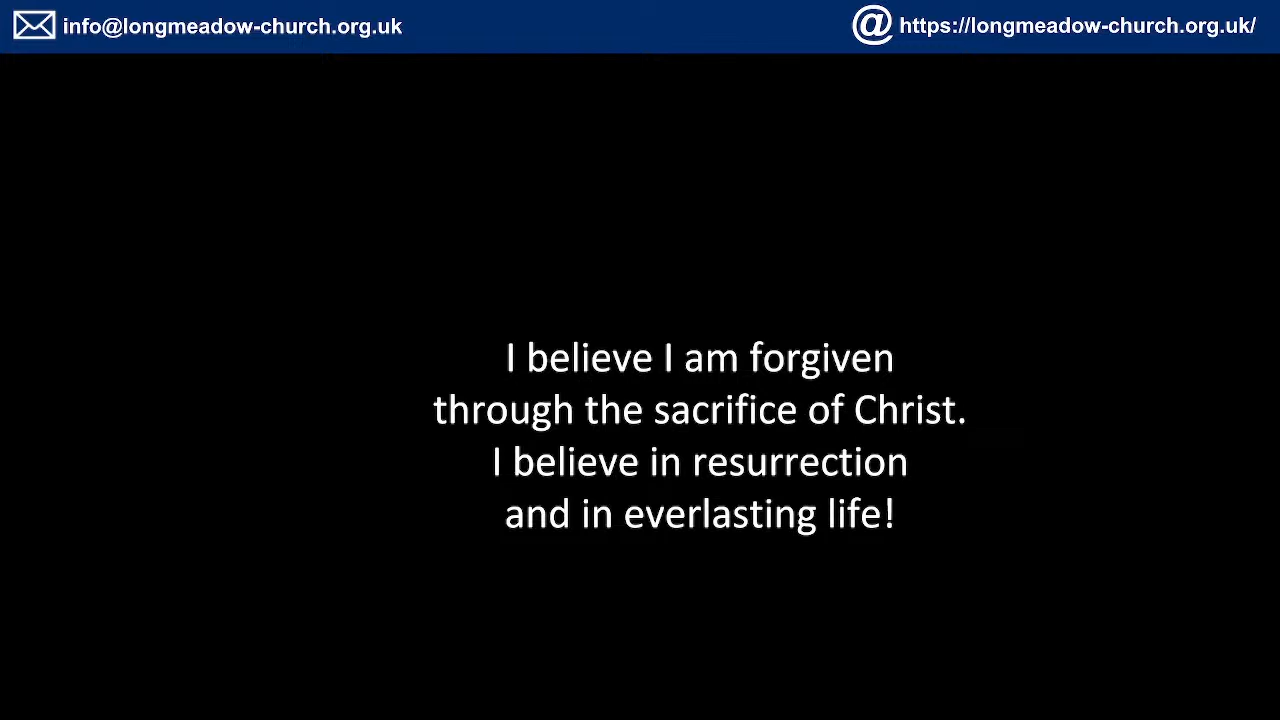 info@longmeadow-church.org.uk
https://longmeadow-church.org.uk/
I believe I am forgiven
through the sacrifice of Christ.
I believe in resurrection
and in everlasting life!